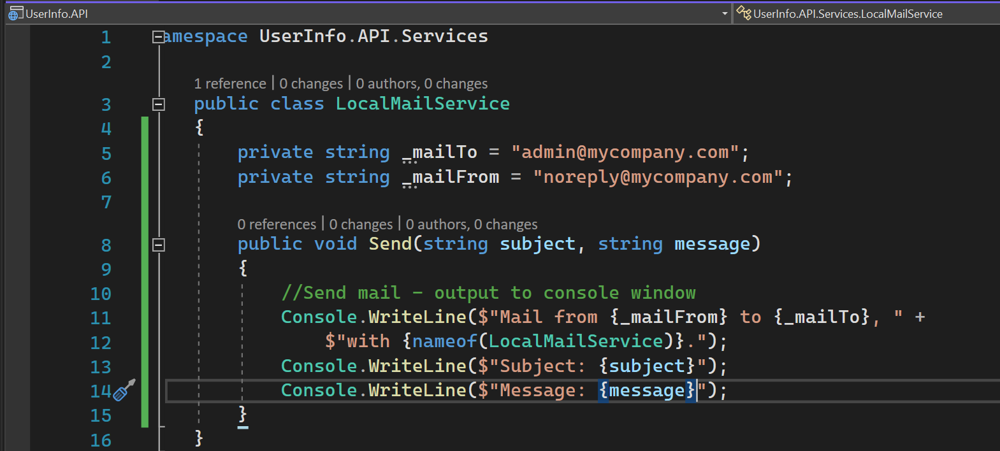 UserInfo.API
UserInfo.API.Services.LocalMailService
1 amespace UserInfo.API.Services
2
1 reference | 0 changes | 0 authors, 0 changes
3 public class LocalMailService
4 {
5 private string _mailTo = "admin@mycompany.com";
6 private string _mailFrom = "noreply@mycompany.com";
7
0 references | 0 changes | 0 authors, 0 changes
8 public void Send(string subject, string message)
9 {
10 //Send mail - output to console window
11 Console.WriteLine($"Mail from {_mailFrom} to {_mailTo}, " +
12 $"with {nameof(LocalMailService)}.");
13 Console.WriteLine($"Subject: {subject}");
14 Console.WriteLine($"Message: {message}");
15 }
16 }